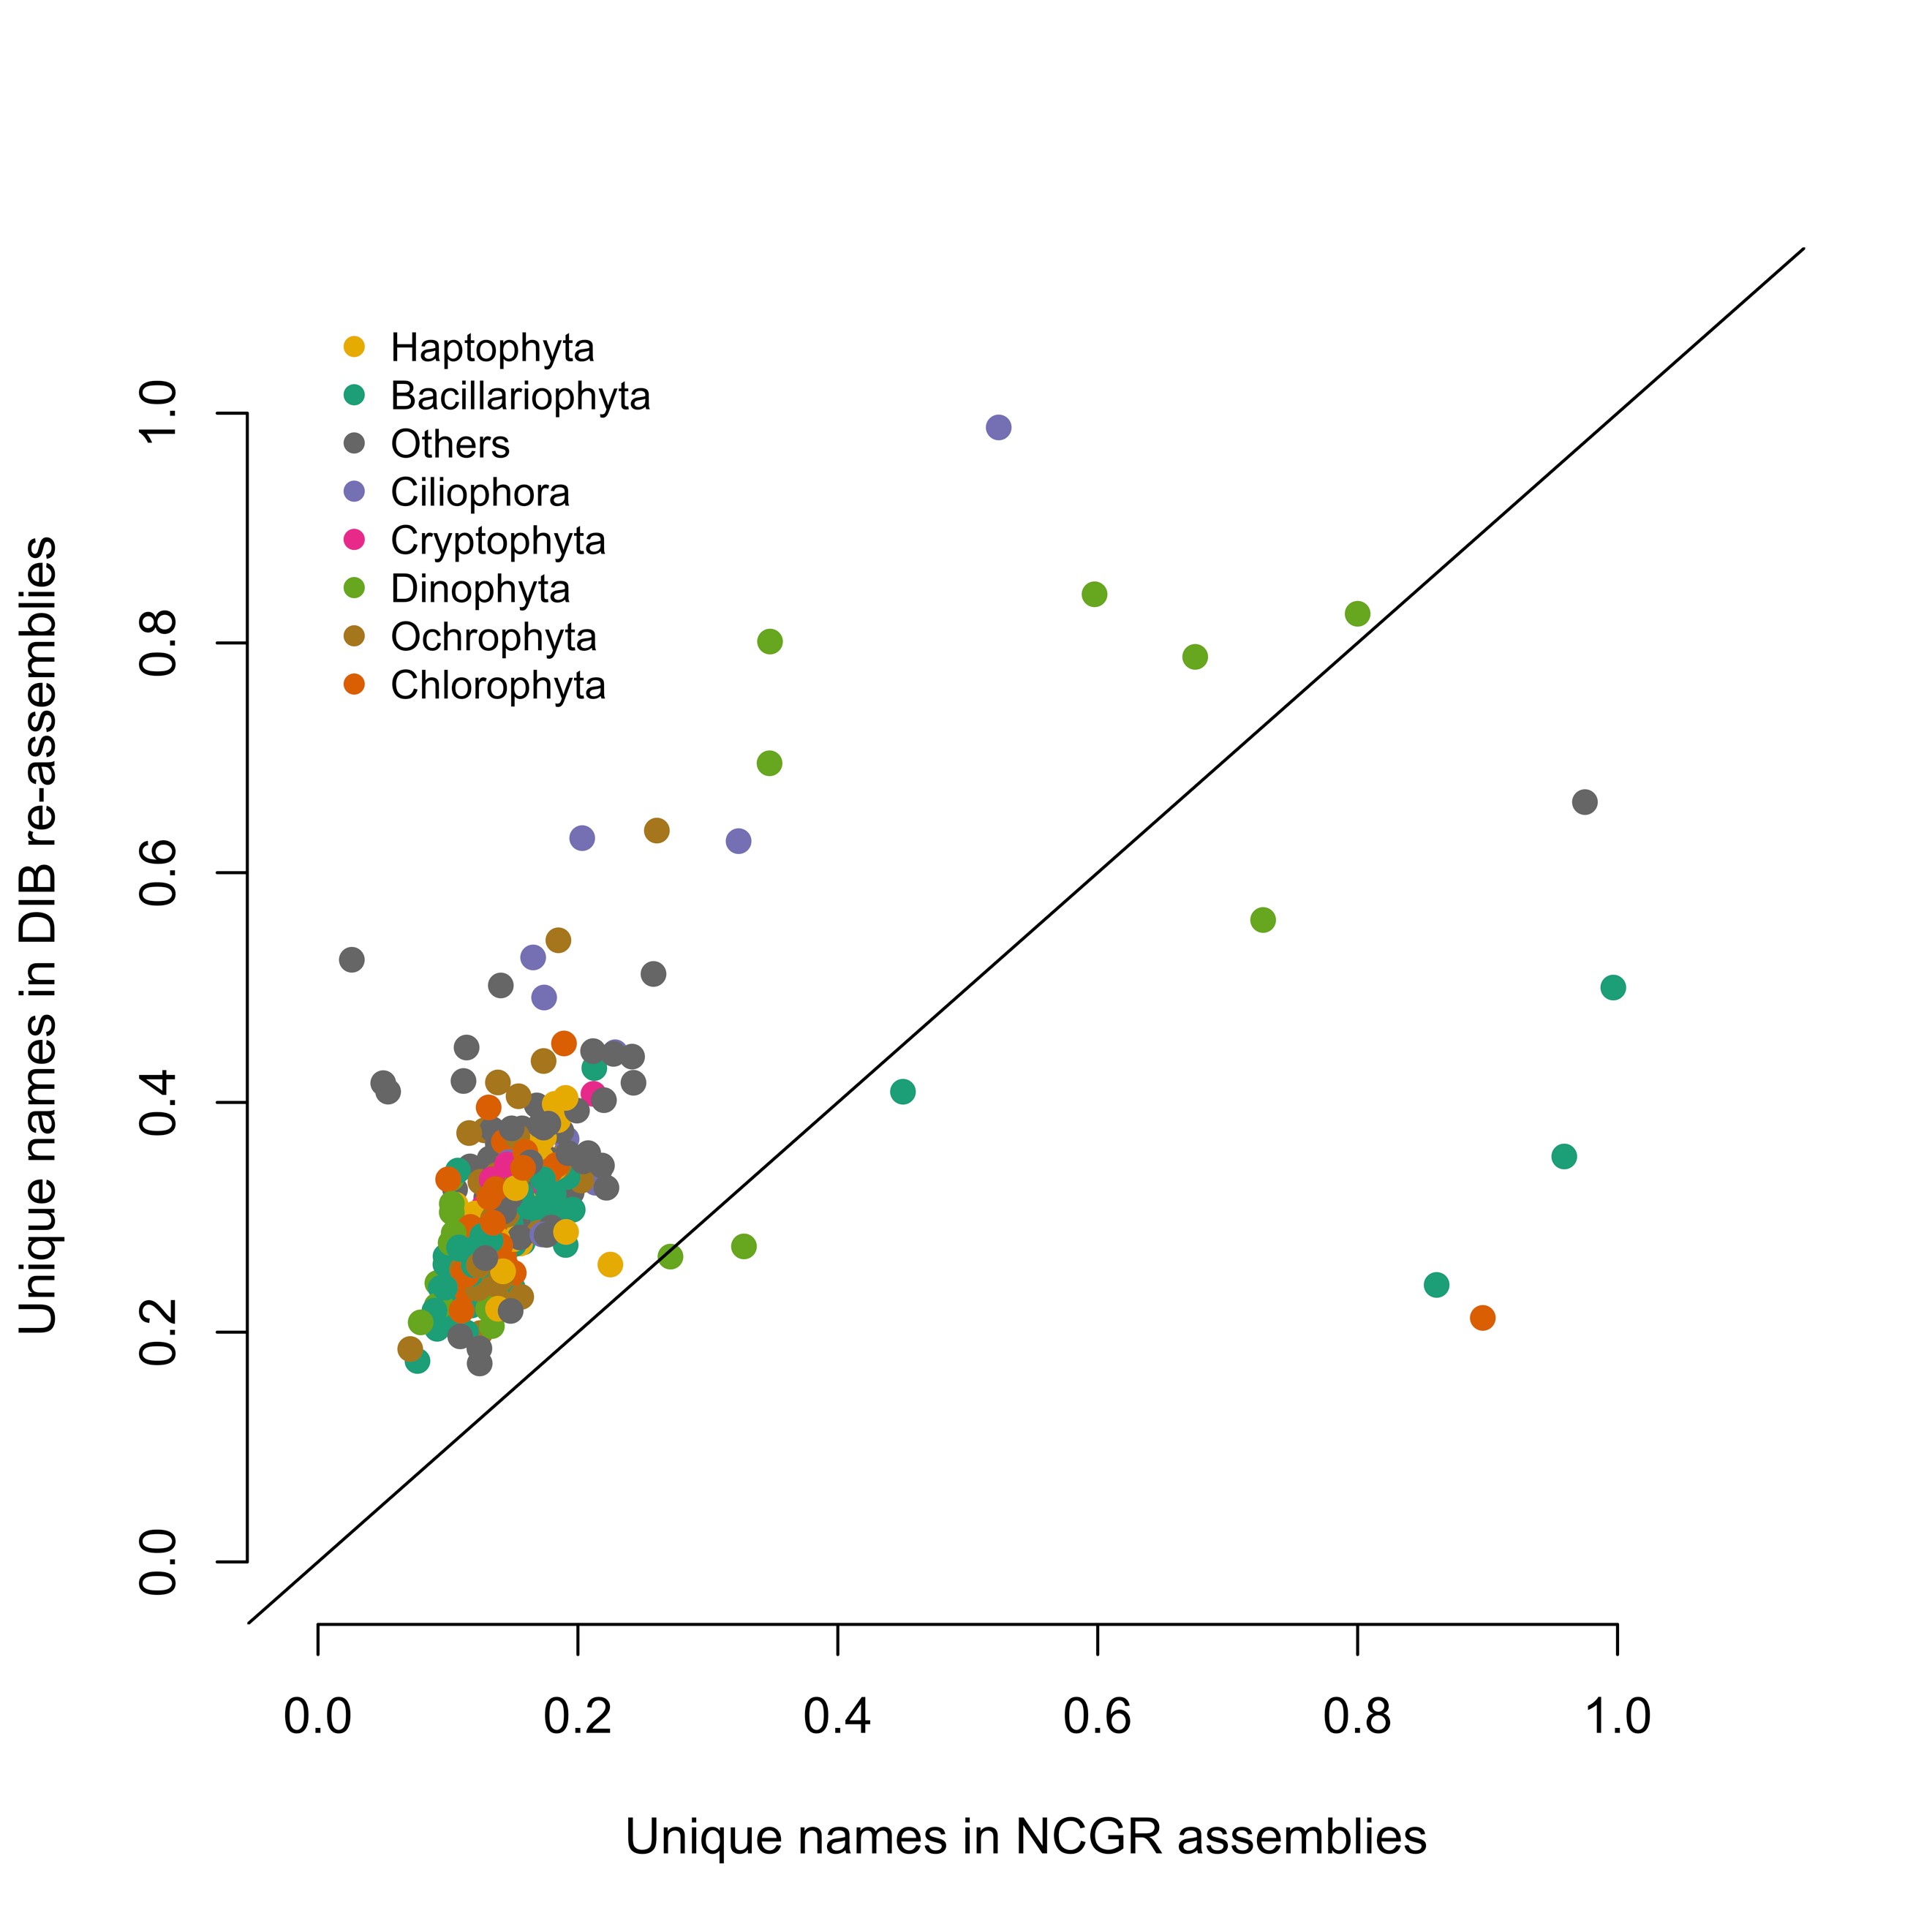 Haptophyta
Bacillariophyta
Others
Ciliophora
Cryptophyta
Dinophyta
Ochrophyta
Chlorophyta
Unique names in DIB re-assemblies
1.0
0.8
0.6
0.4
0.2
0.0
0.0 0.2 0.4 0.6 0.8 1.0
Unique names in NCGR assemblies